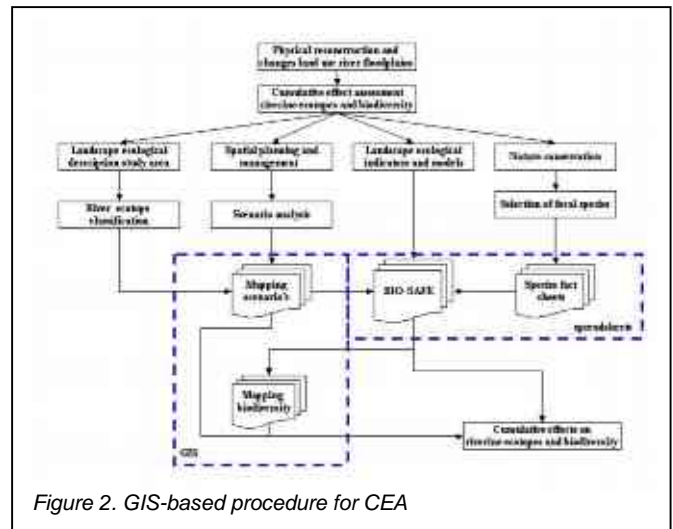 Physical reconstruction and
changes land use river floodplains
Cumulative effect assessment
riverine ecotopes and biodiversity
Landscape ecological
description study area
Spatial planning and
management
Landscape ecological
indicators and models
Nature conservation
River ecotope
classification
Scenario analysis
Selection of focal species
Mapping
scenario's
BIO-SAFE
Species fact
sheets
spreadsheets
Mapping
biodiversity
GIS
Cumulative effects on
riverine ecotopes and biodiversity
Figure 2. GIS-based procedure for CEA